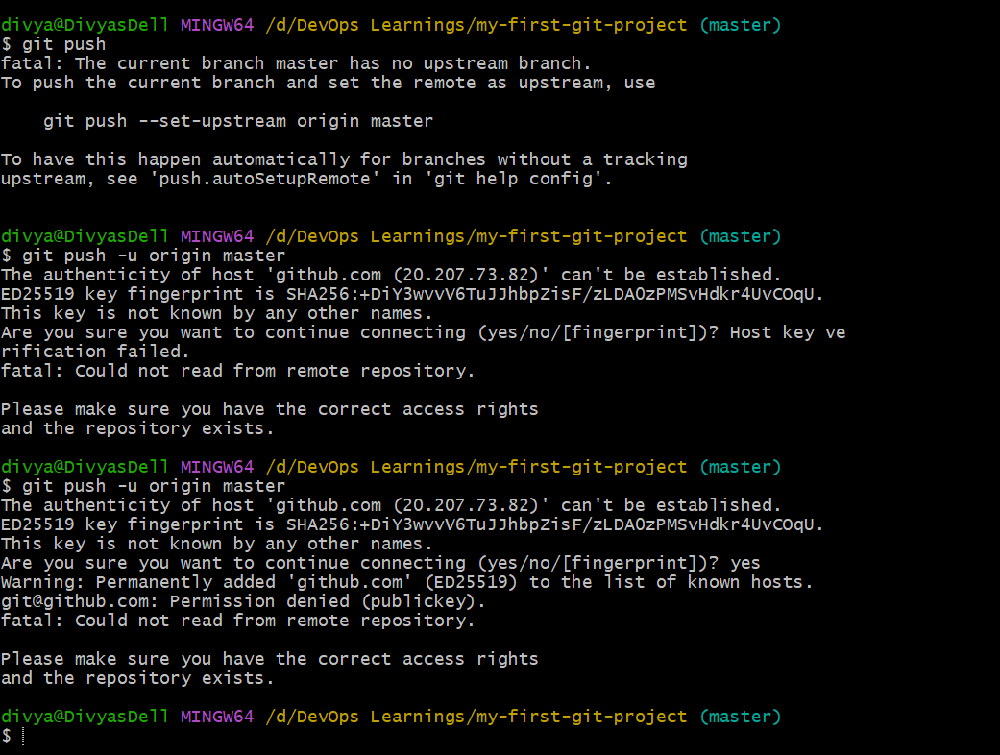 divya@DivyasDell MINGW64 /d/DevOps Learnings/my-first-git-project (master)
$ git push
fatal: The current branch master has no upstream branch.
To push the current branch and set the remote as upstream, use
    git push --set-upstream origin master
To have this happen automatically for branches without a tracking
upstream, see 'push.autoSetupRemote' in 'git help config'.
divya@DivyasDell MINGW64 /d/DevOps Learnings/my-first-git-project (master)
$ git push -u origin master
The authenticity of host 'github.com (20.207.73.82)' can't be established.
ED25519 key fingerprint is SHA256:+DiY3wvvV6TuJJhbpZisF/zLDA0zPMSvHdkr4UvCOqU.
This key is not known by any other names.
Are you sure you want to continue connecting (yes/no/[fingerprint])? Host key ve
rification failed.
fatal: Could not read from remote repository.
Please make sure you have the correct access rights
and the repository exists.
divya@DivyasDell MINGW64 /d/DevOps Learnings/my-first-git-project (master)
$ git push -u origin master
The authenticity of host 'github.com (20.207.73.82)' can't be established.
ED25519 key fingerprint is SHA256:+DiY3wvvV6TuJJhbpZisF/zLDA0zPMSvHdkr4UvCOqU.
This key is not known by any other names.
Are you sure you want to continue connecting (yes/no/[fingerprint])? yes
Warning: Permanently added 'github.com' (ED25519) to the list of known hosts.
git@github.com: Permission denied (publickey).
fatal: Could not read from remote repository.
Please make sure you have the correct access rights
and the repository exists.
divya@DivyasDell MINGW64 /d/DevOps Learnings/my-first-git-project (master)
$